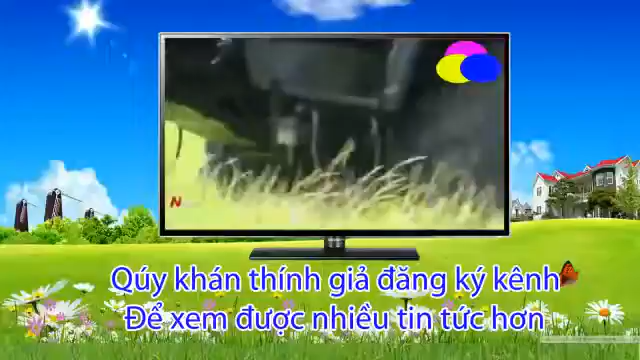 Qúy khán thính giả đăng ký kênh
Để xem được nhiều tin tức hơn